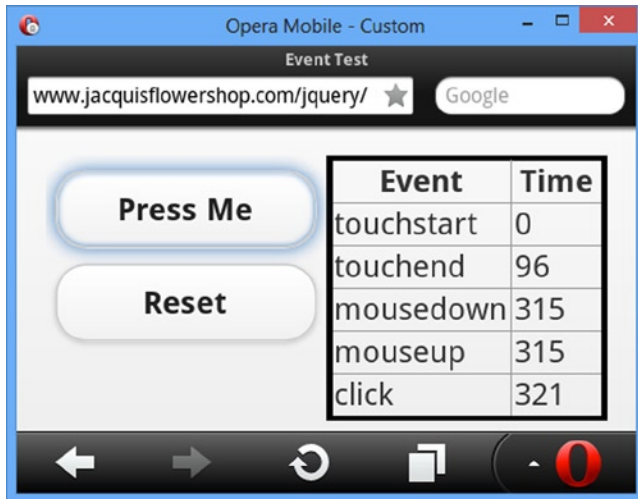 Opera Mobile - Custom
Event Test
www.jacquisflowershop.com/jquery/ Google
Press Me
Reset
Event Time
touchstart 0
touchend 96
mousedown 315
mouseup 315
click 321